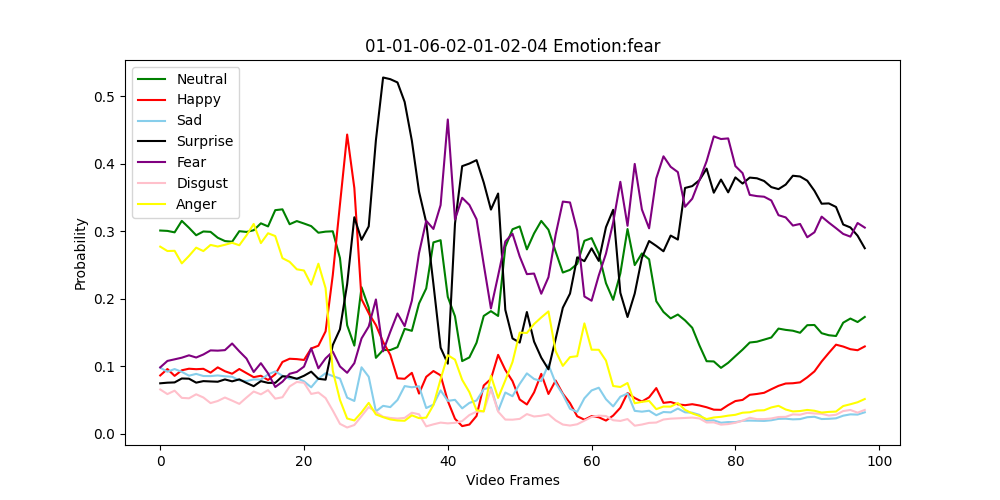 01-01-06-02-01-02-04 Emotion:fear
Neutral
Happy
Sad
Surprise
Fear
Disgust
Anger
Probability
0.5
0.4
0.3
0.2
0.1
0.0
0 20 40 60 80 100
Video Frames